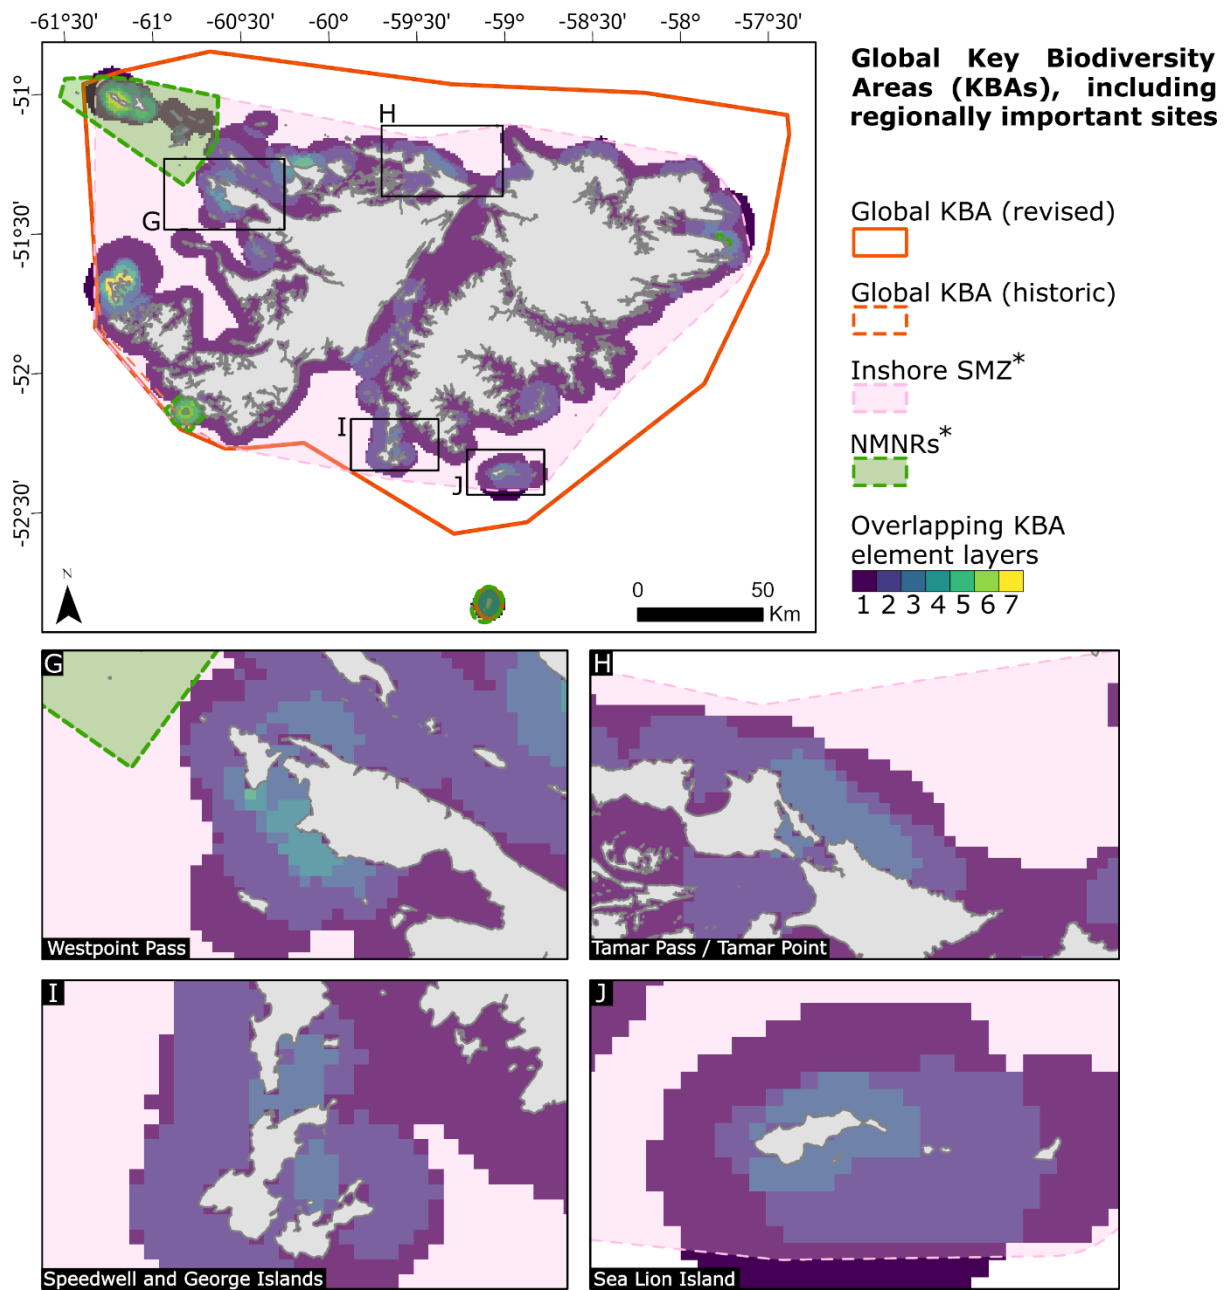 -61°30' -61° -60°30' -60° -59°30' -59° -58°30' -58° -57°30'
-51°
-51°30'
-52°
-52°30'
G
H
I
J
N
0 50
Km
Global Key Biodiversity
Areas (KBAs), including
regionally important sites
Global KBA (revised)
Global KBA (historic)
Inshore SMZ*
NMNRs*
Overlapping KBA
element layers
1 2 3 4 5 6 7
G
Westpoint Pass
H
Tamar Pass / Tamar Point
I
Speedwell and George Islands
J
Sea Lion Island